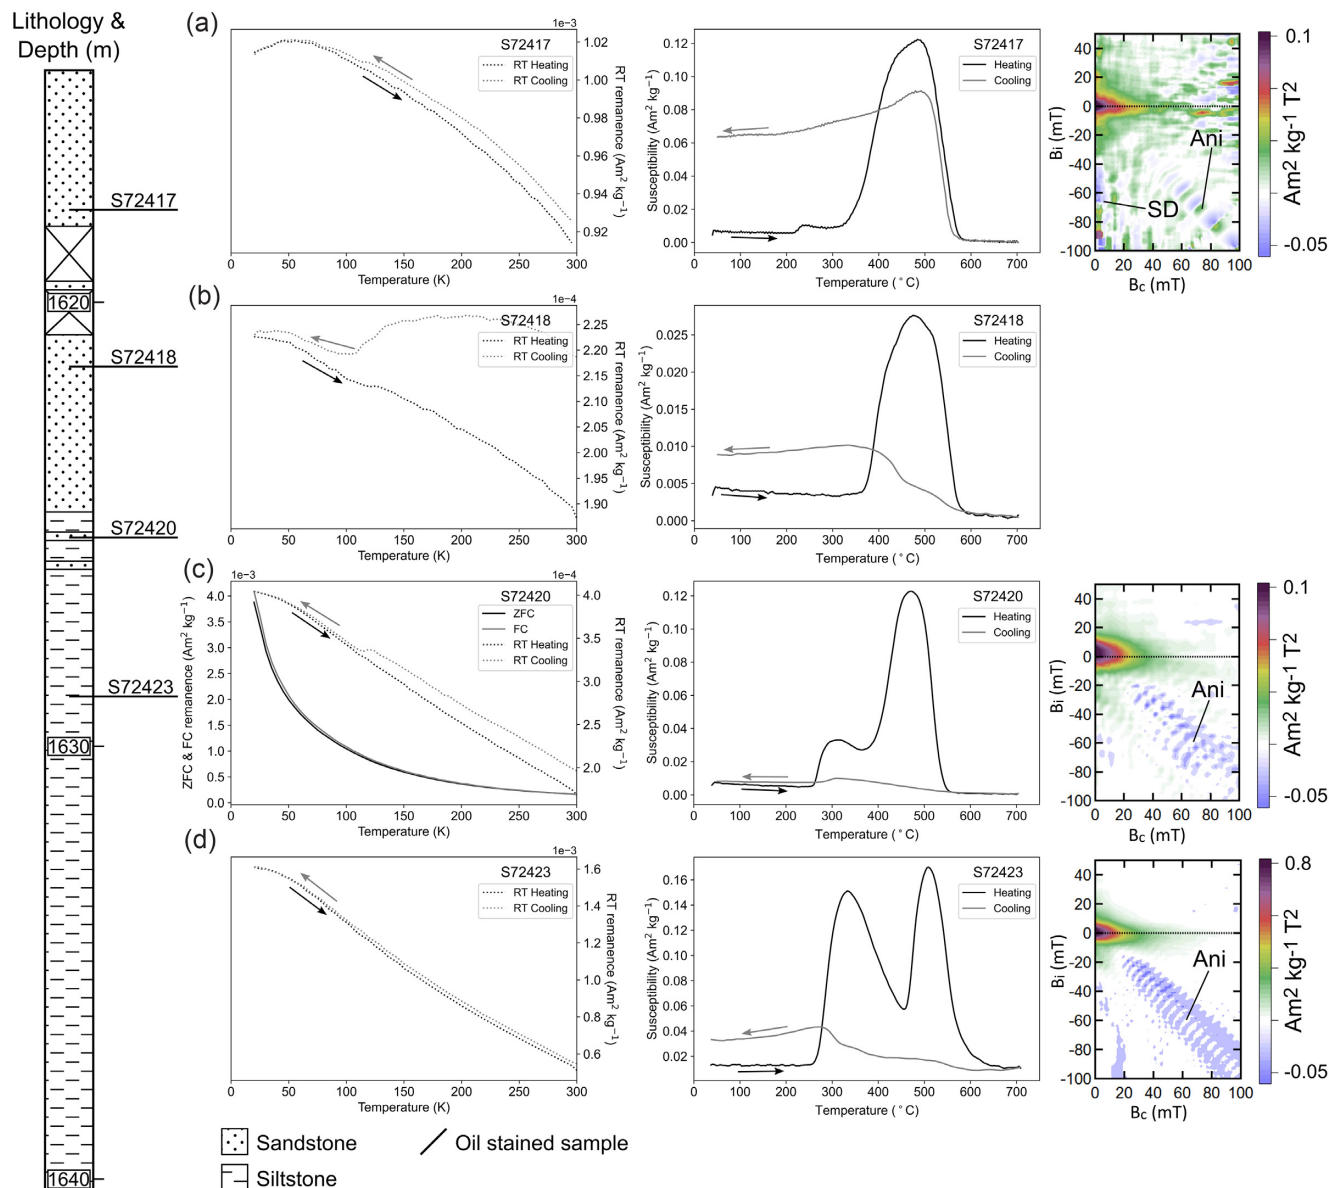 Lithology &
Depth (m)
S72417
1620
S72418
S72420
S72423
1630
1640
(a)
1e−3
S72417
RT Heating
RT Cooling
1.02
1.00
0.98
0.96
0.94
0.92
RT remanence (Am² kg⁻¹)
0 50 100 150 200 250 300
Temperature (K)
S72417
Heating
Cooling
0.12
0.10
0.08
0.06
0.04
0.02
0.00
Susceptibility (Am² kg⁻¹)
0 100 200 300 400 500 600 700
Temperature (°C)
40
20
0
-20
-40
-60
-80
-100
Bi (mT)
Ani
SD
0 20 40 60 80 100
Bc (mT)
0.1
-0.05
Am2 kg-1 T2
(b)
1e−4
S72418
RT Heating
RT Cooling
2.25
2.20
2.15
2.10
2.05
2.00
1.95
1.90
RT remanence (Am² kg⁻¹)
0 50 100 150 200 250 300
Temperature (K)
S72418
Heating
Cooling
0.025
0.020
0.015
0.010
0.005
0.000
Susceptibility (Am² kg⁻¹)
0 100 200 300 400 500 600 700
Temperature (°C)
(c)
1e−3
1e−4
S72420
ZFC
FC
RT Heating
RT Cooling
4.0
3.5
3.0
2.5
2.0
1.5
1.0
0.5
0.0
ZFC & FC remanence (Am² kg⁻¹)
4.0
3.5
3.0
2.5
2.0
RT remanence (Am² kg⁻¹)
0 50 100 150 200 250 300
Temperature (K)
S72420
Heating
Cooling
0.12
0.10
0.08
0.06
0.04
0.02
0.00
Susceptibility (Am² kg⁻¹)
0 100 200 300 400 500 600 700
Temperature (°C)
40
20
0
-20
-40
-60
-80
-100
Bi (mT)
Ani
0 20 40 60 80 100
Bc (mT)
0.1
-0.05
Am2 kg-1 T2
(d)
1e−3
S72423
RT Heating
RT Cooling
1.6
1.4
1.2
1.0
0.8
0.6
RT remanence (Am² kg⁻¹)
0 50 100 150 200 250 300
Temperature (K)
S72423
Heating
Cooling
0.16
0.14
0.12
0.10
0.08
0.06
0.04
0.02
Susceptibility (Am² kg⁻¹)
0 100 200 300 400 500 600 700
Temperature (°C)
40
20
0
-20
-40
-60
-80
-100
Bi (mT)
Ani
0 20 40 60 80 100
Bc (mT)
0.8
-0.05
Am2 kg-1 T2
Sandstone
Oil stained sample
Siltstone